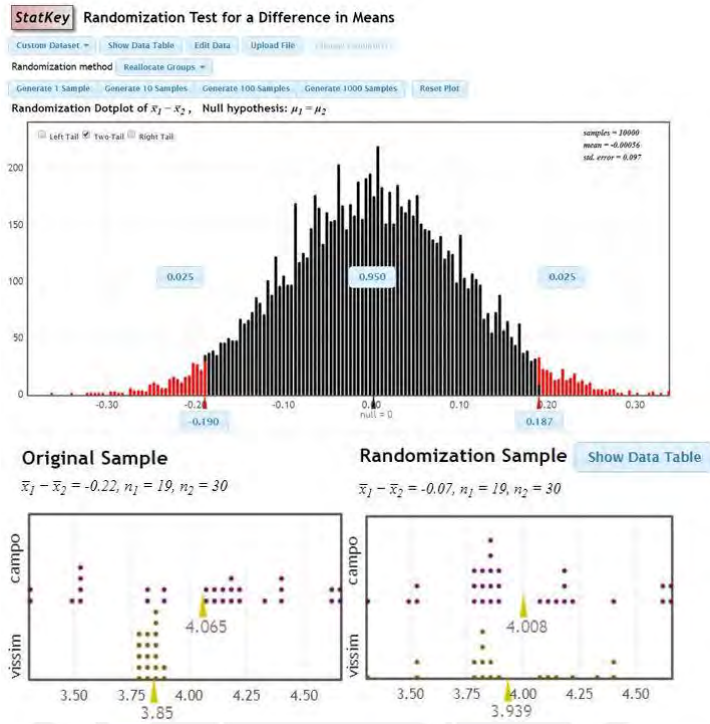 StatKey Randomization Test for a Difference in Means
Custom Dataset Show Data Table Edit Data Upload File
Randomization method Reallocate Groups
Generate 1 Sample Generate 10 Samples Generate 100 Samples Generate 1000 Samples Reset Plot
Randomization Dotplot of x̄₁ − x̄₂ , Null hypothesis: μ₁ = μ₂
Left Tail Two-Tail Right Tail
samples = 10000
mean = -0.00056
std. error = 0.097
200
150
100
50
0
0.025 0.950 0.025
-0.30 -0.20 -0.10 0.00 0.10 0.20 0.30
null = 0
-0.190 0.187
Original Sample
x̄₁ − x̄₂ = -0.22, n₁ = 19, n₂ = 30
campo
vissim
4.065
3.50 3.75 4.00 4.25 4.50
3.85
Randomization Sample Show Data Table
x̄₁ − x̄₂ = -0.07, n₁ = 19, n₂ = 30
campo
vissim
4.008
3.50 3.75 4.00 4.25 4.50
3.939